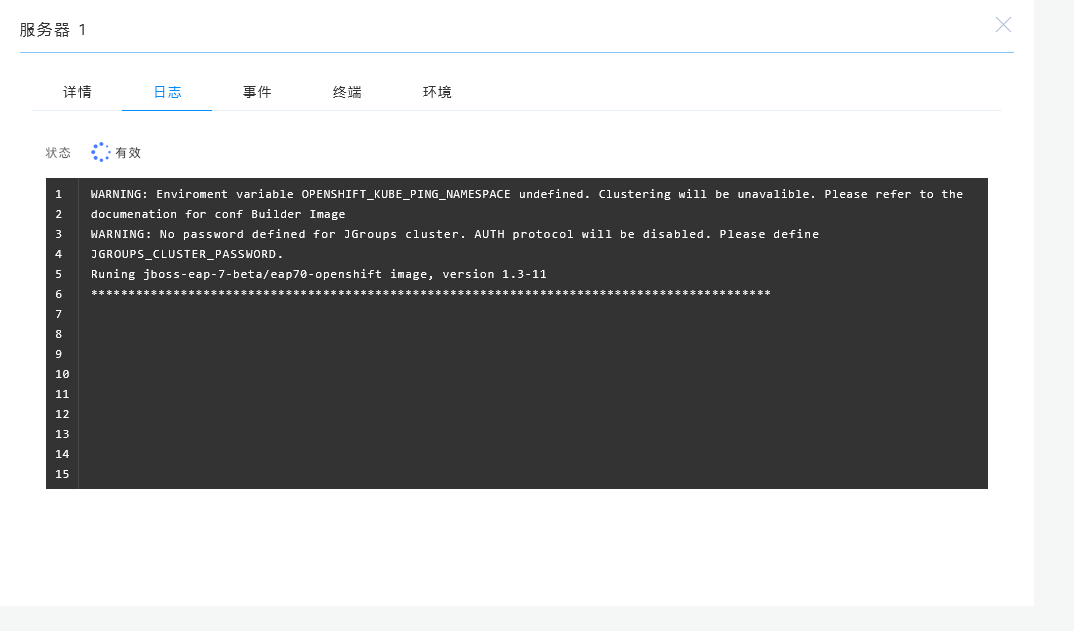 服务器 1
详情 日志 事件 终端 环境
状态 有效
1 WARNING: Enviroment variable OPENSHIFT_KUBE_PING_NAMESPACE undefined. Clustering will be unavalible. Please refer to the
2 documenation for conf Builder Image
3 WARNING: No password defined for JGroups cluster. AUTH protocol will be disabled. Please define
4 JGROUPS_CLUSTER_PASSWORD.
5 Runing jboss-eap-7-beta/eap70-openshift image, version 1.3-11
6 *******************************************************************************************
7
8
9
10
11
12
13
14
15